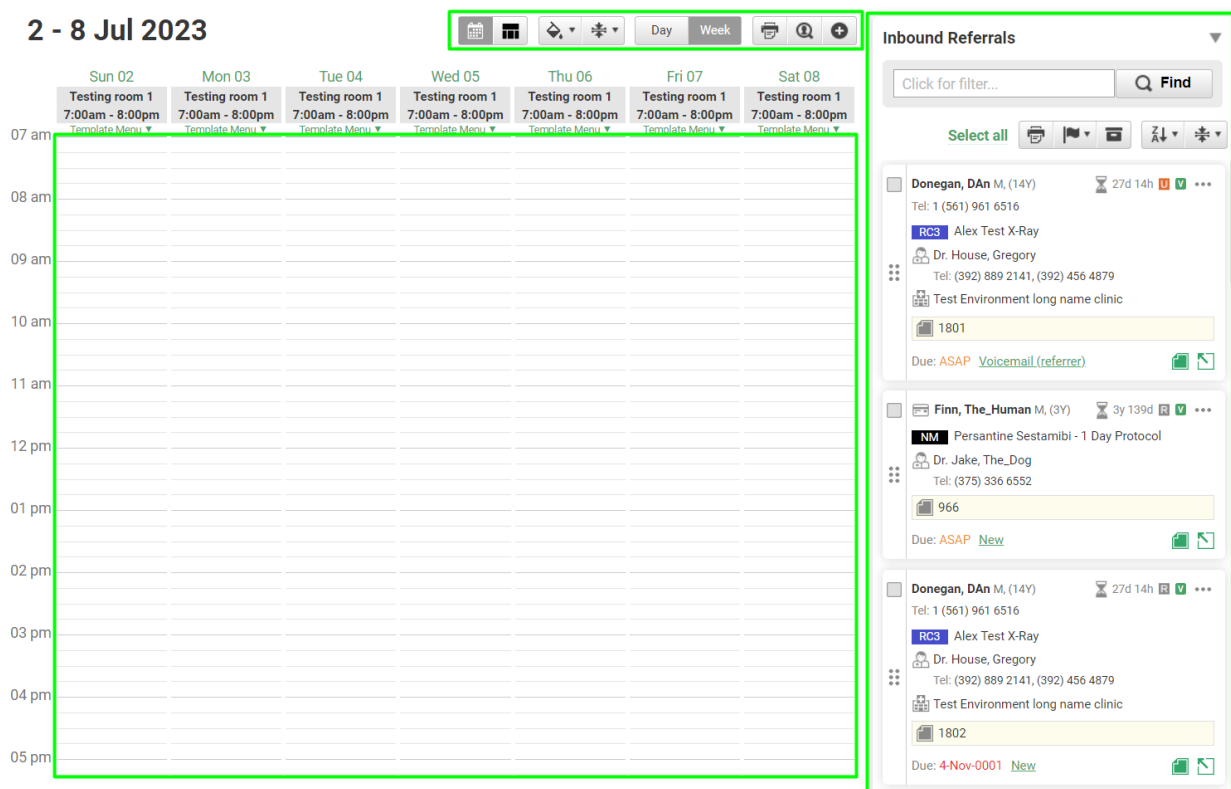 2 - 8 Jul 2023
Day Week
Sun 02 Mon 03 Tue 04 Wed 05 Thu 06 Fri 07 Sat 08
Testing room 1 Testing room 1 Testing room 1 Testing room 1 Testing room 1 Testing room 1 Testing room 1
7:00am - 8:00pm 7:00am - 8:00pm 7:00am - 8:00pm 7:00am - 8:00pm 7:00am - 8:00pm 7:00am - 8:00pm 7:00am - 8:00pm
Template Menu ▼ Template Menu ▼ Template Menu ▼ Template Menu ▼ Template Menu ▼ Template Menu ▼ Template Menu ▼
07 am
08 am
09 am
10 am
11 am
12 pm
01 pm
02 pm
03 pm
04 pm
05 pm
Inbound Referrals ▼
Click for filter... Find
Select all
Donegan, DAn M, (14Y) 27d 14h U V •••
Tel: 1 (561) 961 6516
RC3 Alex Test X-Ray
Dr. House, Gregory
Tel: (392) 889 2141, (392) 456 4879
Test Environment long name clinic
1801
Due: ASAP Voicemail (referrer)
Finn, The_Human M, (3Y) 3y 139d R V •••
NM Persantine Sestamibi - 1 Day Protocol
Dr. Jake, The_Dog
Tel: (375) 336 6552
966
Due: ASAP New
Donegan, DAn M, (14Y) 27d 14h R V •••
Tel: 1 (561) 961 6516
RC3 Alex Test X-Ray
Dr. House, Gregory
Tel: (392) 889 2141, (392) 456 4879
Test Environment long name clinic
1802
Due: 4-Nov-0001 New